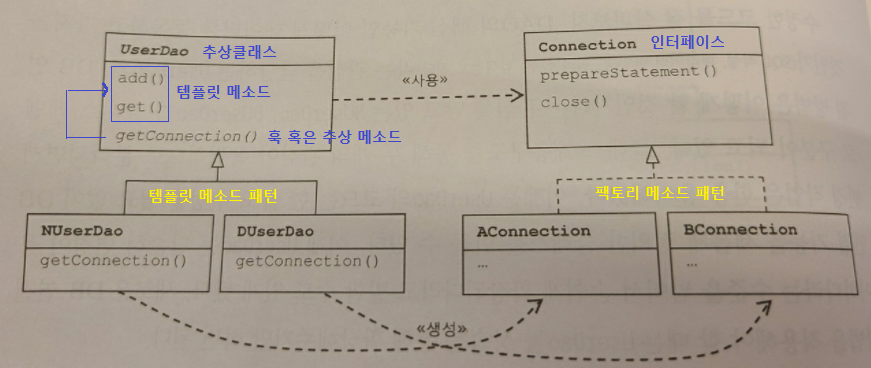 UserDao 추상클래스
add()
get()
템플릿 메소드
getConnection() 훅 혹은 추상 메소드
«사용»
Connection 인터페이스
prepareStatement()
close()
템플릿 메소드 패턴
팩토리 메소드 패턴
NUserDao
getConnection()
DUserDao
getConnection()
AConnection
...
BConnection
...
«생성»